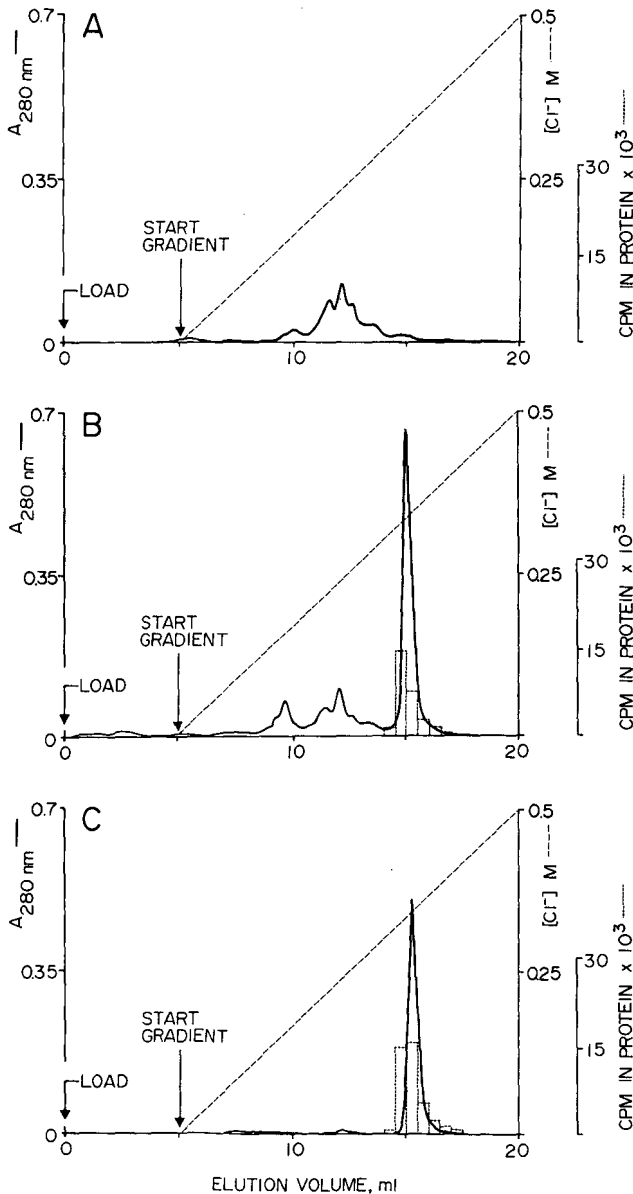 A
0.7
0.35
0
A280 nm
LOAD
START
GRADIENT
0
10
20
0.5
0.25
0
[Cl⁻] M
30
15
CPM IN PROTEIN x 10³
B
0.7
0.35
0
A280 nm
LOAD
START
GRADIENT
0
10
20
0.5
0.25
0
[Cl⁻] M
30
15
CPM IN PROTEIN x 10³
C
0.7
0.35
0
A280 nm
LOAD
START
GRADIENT
0
10
20
0.5
0.25
0
[Cl⁻] M
30
15
CPM IN PROTEIN x 10³
ELUTION VOLUME, ml